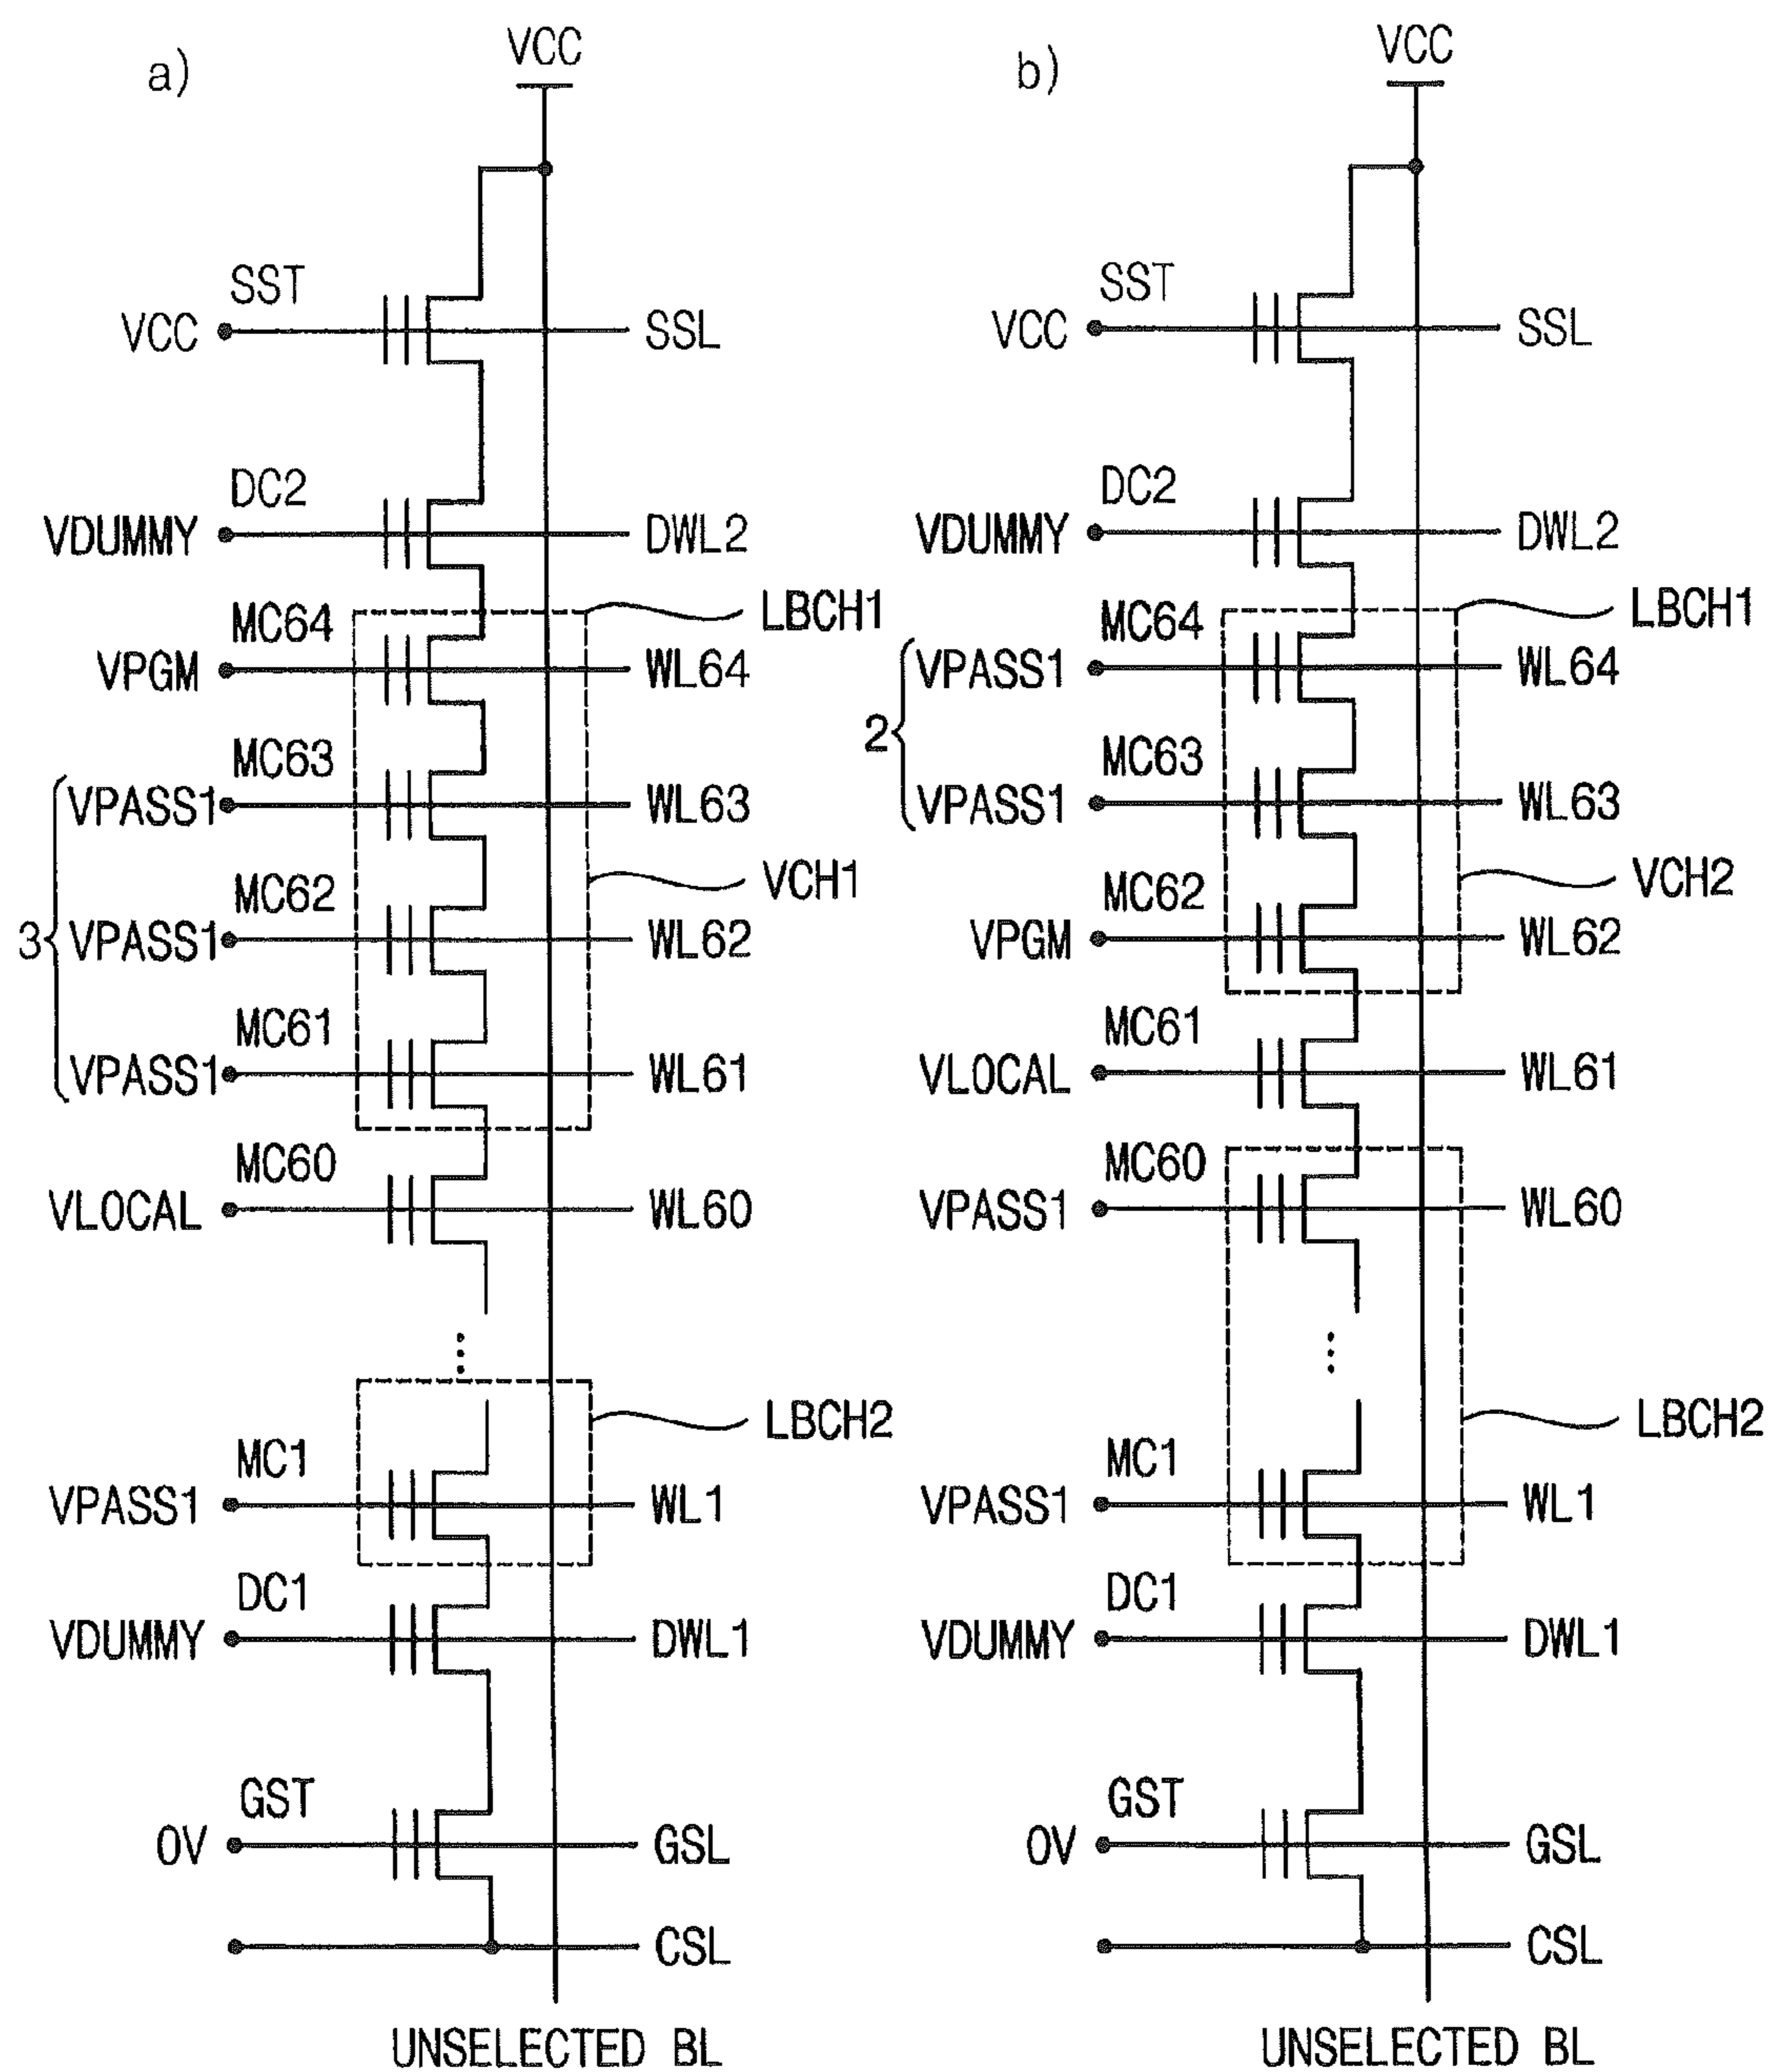 a)
VCC
SST
VCC
SSL
DC2
VDUMMY
DWL2
LBCH1
MC64
VPGM
WL64
MC63
VPASS1
WL63
VCH1
MC62
3
VPASS1
WL62
MC61
VPASS1
WL61
MC60
VLOCAL
WL60
⋮
LBCH2
MC1
VPASS1
WL1
DC1
VDUMMY
DWL1
GST
0V
GSL
CSL
UNSELECTED BL
b)
VCC
SST
VCC
SSL
DC2
VDUMMY
DWL2
LBCH1
MC64
VPASS1
WL64
2
MC63
VPASS1
WL63
VCH2
MC62
VPGM
WL62
MC61
VLOCAL
WL61
MC60
VPASS1
WL60
⋮
LBCH2
MC1
VPASS1
WL1
DC1
VDUMMY
DWL1
GST
0V
GSL
CSL
UNSELECTED BL